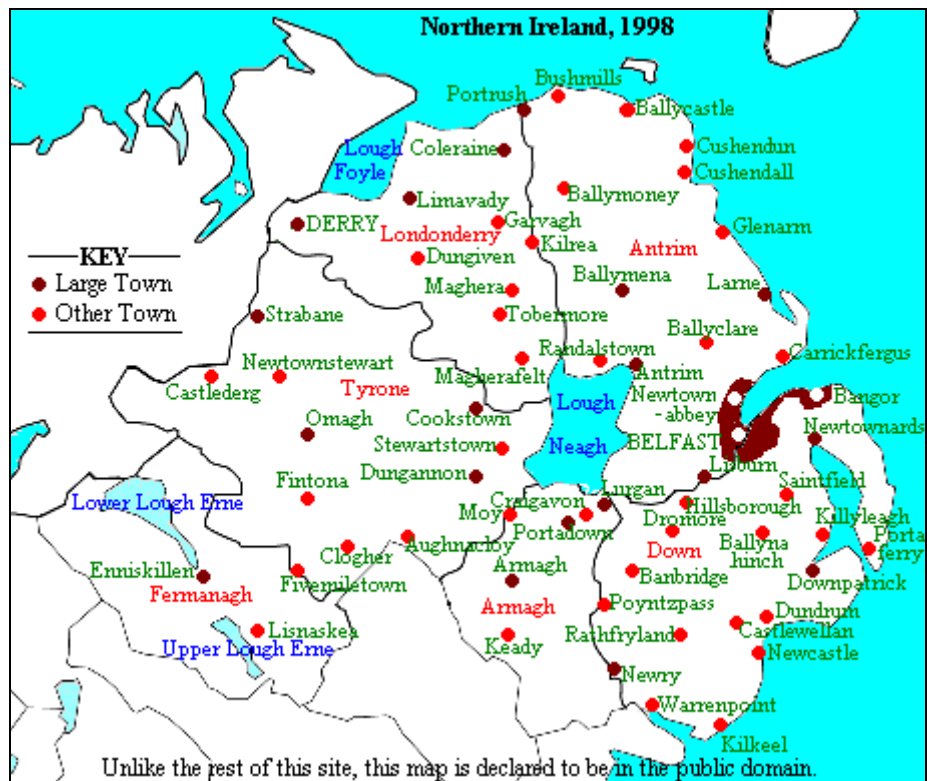 Northern Ireland, 1998
Bushmills
Portrush
Ballycastle
Lough
Foyle
Coleraine
Cushendun
Cushendall
Limavady
Ballymoney
DERRY
Garvagh
Londonderry
Kilrea
Antrim
Glenarm
KEY
Large Town
Other Town
Dungiven
Maghera
Ballymena
Larne
Strabane
Tobermore
Ballyclare
Newtownstewart
Castlederg
Tyrone
Magherafelt
Randalstown
Antrim
Carrickfergus
Omagh
Cookstown
Lough
Neagh
Newtown
-abbey
Bangor
Stewartstown
BELFAST
Newtownards
Dungannon
Lisburn
Fintona
Lower Lough Erne
Craigavon
Lurgan
Saintfield
Moy
Portadown
Dromore
Hillsborough
Killyleagh
Clogher
Aughnacloy
Down
Ballyna
hinch
Porta
ferry
Enniskillen
Fermanagh
Fivemiletown
Armagh
Armagh
Banbridge
Downpatrick
Poyntzpass
Dundrum
Lisnaskea
Upper Lough Erne
Keady
Rathfryland
Castlewellan
Newcastle
Newry
Warrenpoint
Kilkeel
Unlike the rest of this site, this map is declared to be in the public domain.